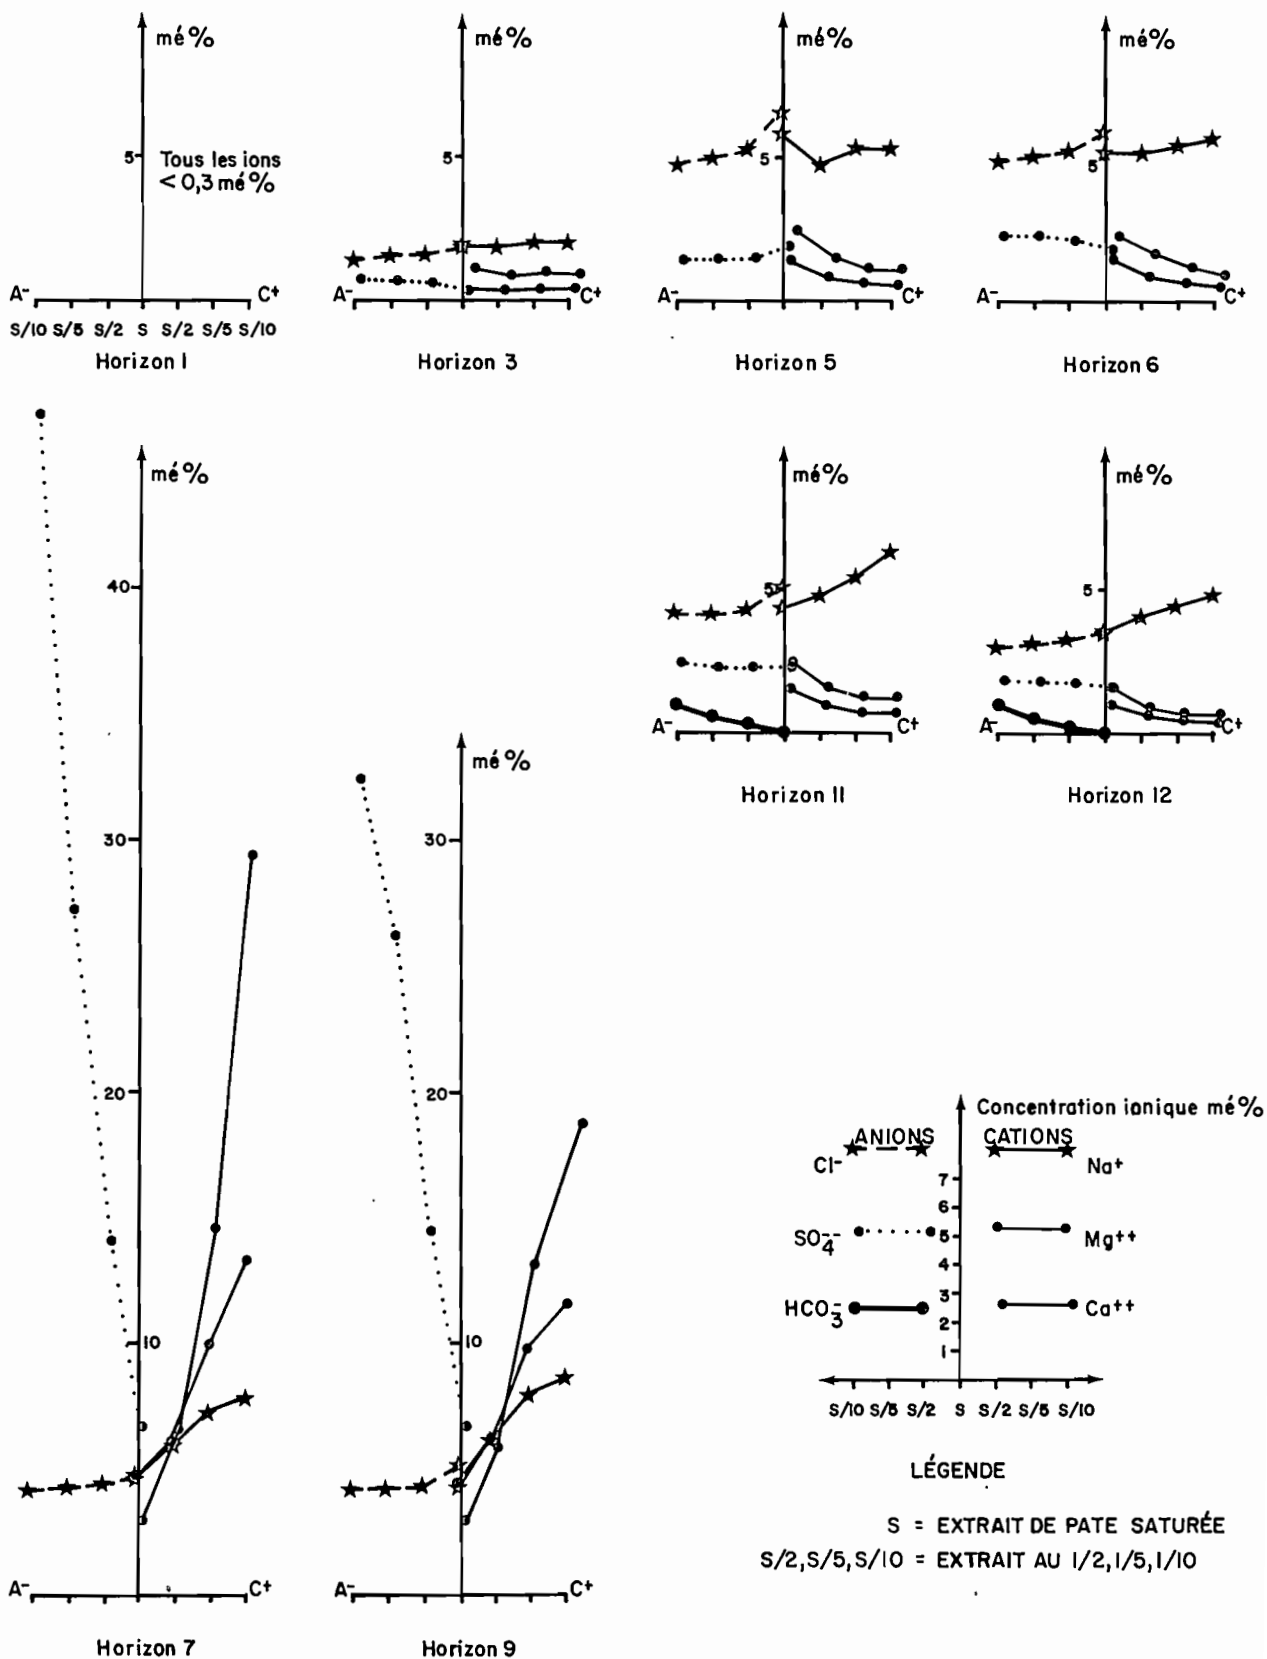 mé%
5
Tous les ions
< 0,3 mé%
A- C+
S/10 S/5 S/2 S S/2 S/5 S/10
Horizon 1
mé%
5
A- C+
Horizon 3
mé%
5
A- C+
Horizon 5
mé%
5
A- C+
Horizon 6
mé%
40
30
20
10
A- C+
Horizon 7
mé%
30
20
10
A- C+
Horizon 9
mé%
5
A- C+
Horizon 11
mé%
5
A- C+
Horizon 12
Concentration ionique mé%
ANIONS CATIONS
Cl- Na+
7
6
SO4-- 5 Mg++
4
3
HCO3- Ca++
2
1
S/10 S/5 S/2 S S/2 S/5 S/10
LÉGENDE
S = EXTRAIT DE PATE SATURÉE
S/2,S/5,S/10 = EXTRAIT AU 1/2,1/5,1/10